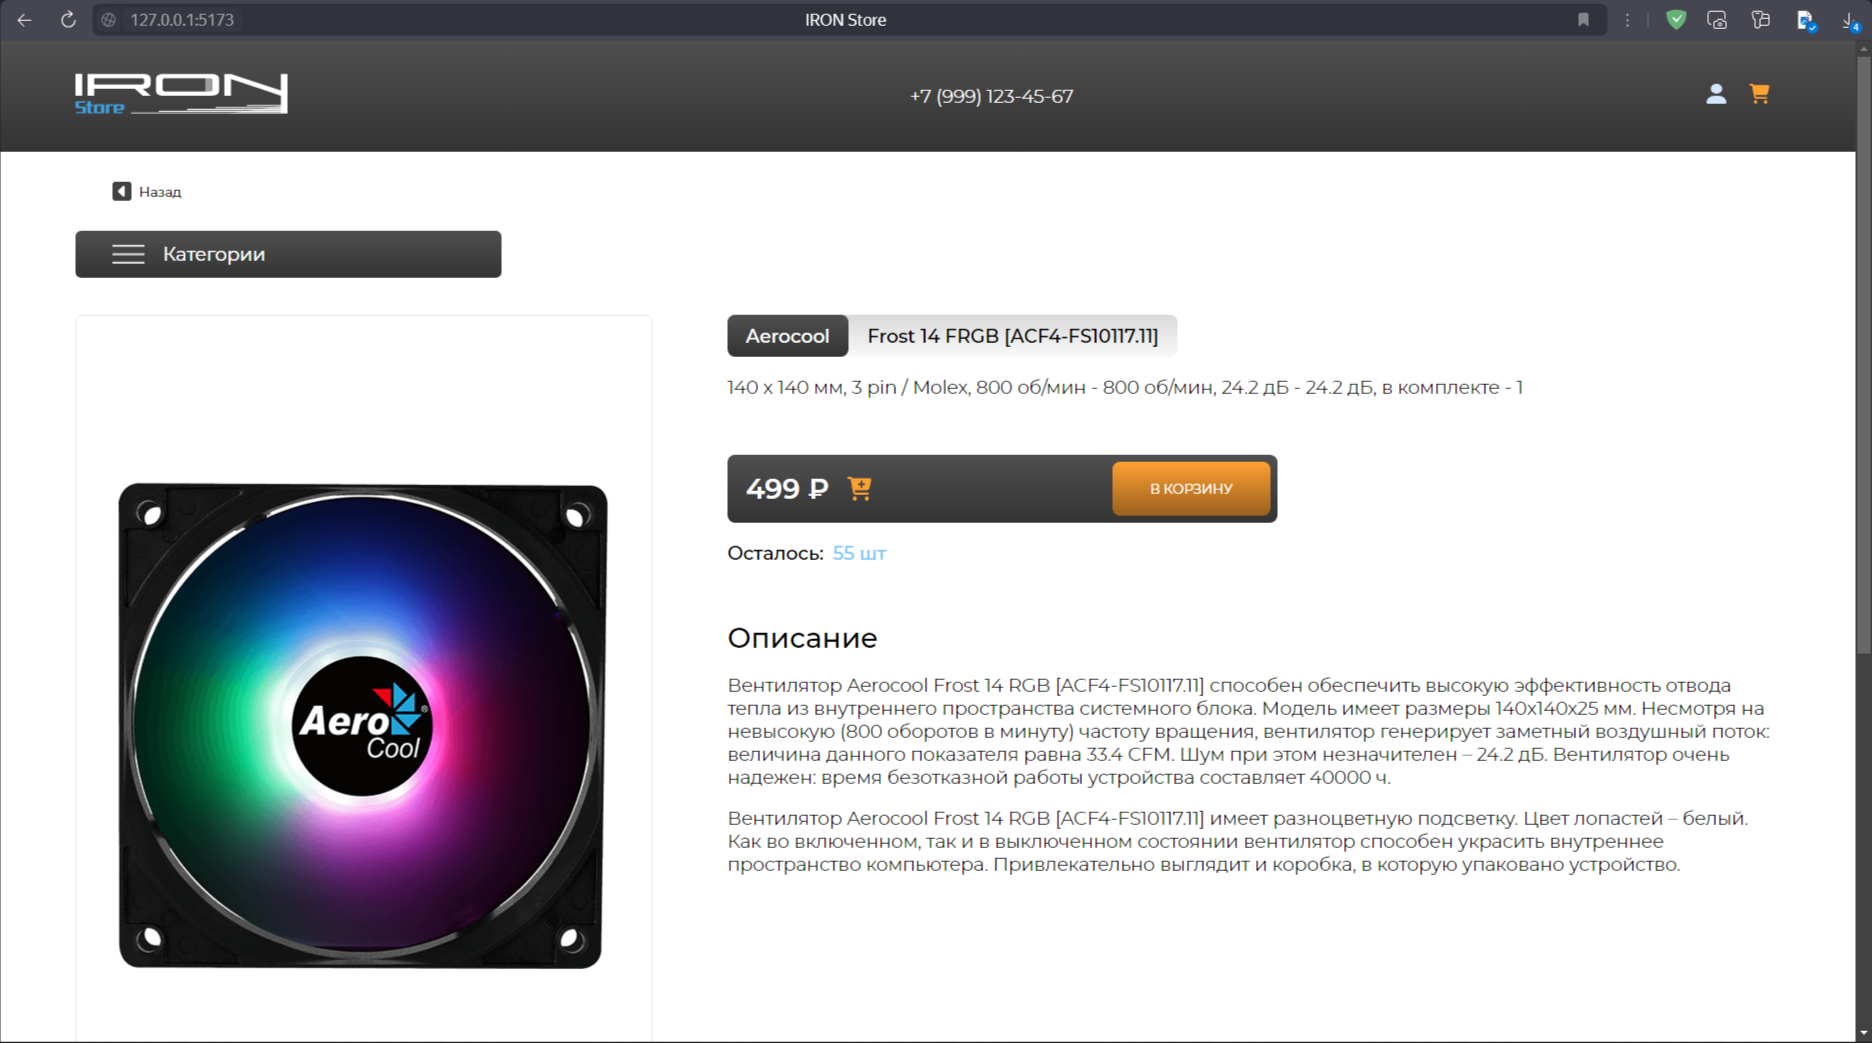 127.0.0.1:5173
IRON Store
4
IRON
Store
+7 (999) 123-45-67
Назад
Категории
Aerocool Frost 14 FRGB [ACF4-FS10117.11]
140 x 140 мм, 3 pin / Molex, 800 об/мин - 800 об/мин, 24.2 дБ - 24.2 дБ, в комплекте - 1
499 ₽
В КОРЗИНУ
Осталось: 55 шт
Описание
Вентилятор Aerocool Frost 14 RGB [ACF4-FS10117.11] способен обеспечить высокую эффективность отвода
тепла из внутреннего пространства системного блока. Модель имеет размеры 140x140x25 мм. Несмотря на
невысокую (800 оборотов в минуту) частоту вращения, вентилятор генерирует заметный воздушный поток:
величина данного показателя равна 33.4 CFM. Шум при этом незначителен – 24.2 дБ. Вентилятор очень
надежен: время безотказной работы устройства составляет 40000 ч.
Вентилятор Aerocool Frost 14 RGB [ACF4-FS10117.11] имеет разноцветную подсветку. Цвет лопастей – белый.
Как во включенном, так и в выключенном состоянии вентилятор способен украсить внутреннее
пространство компьютера. Привлекательно выглядит и коробка, в которую упаковано устройство.
Aero®
Cool